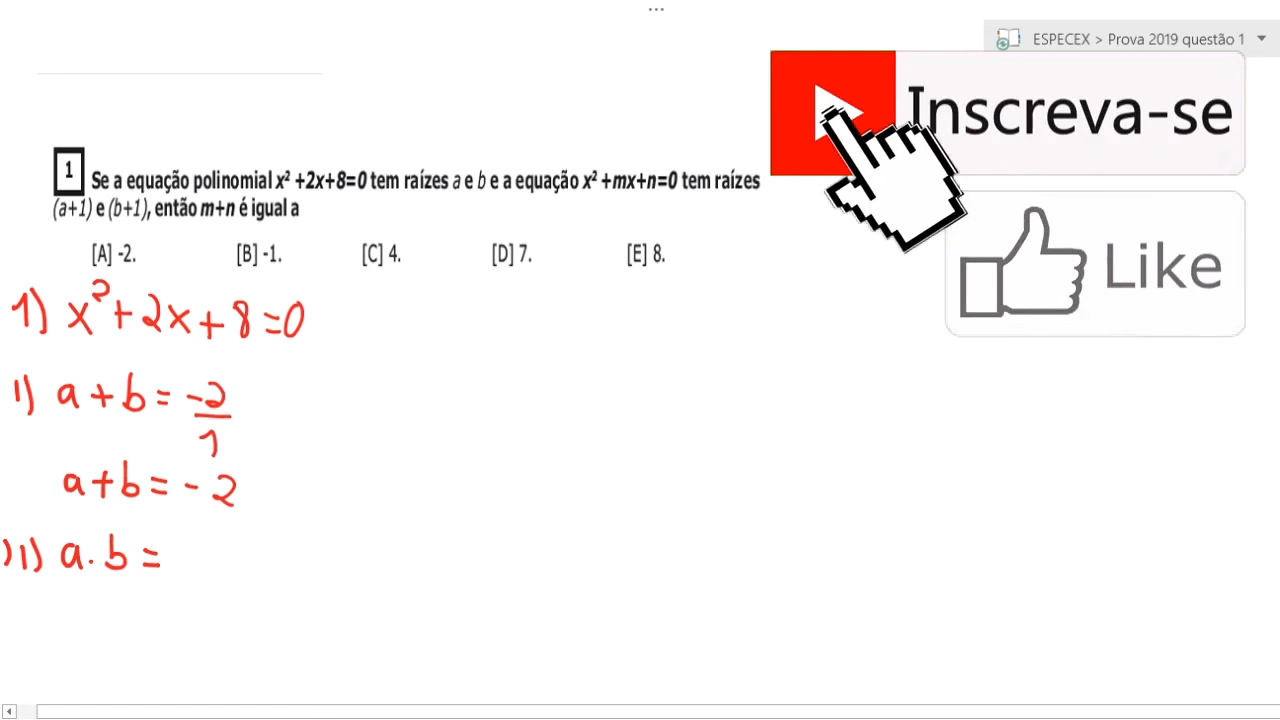 ...
ESPECEX > Prova 2019 questão 1
Inscreva-se
1 Se a equação polinomial x² +2x+8=0 tem raízes a e b e a equação x² +mx+n=0 tem raízes
(a+1) e (b+1), então m+n é igual a
[A] -2. [B] -1. [C] 4. [D] 7. [E] 8.
Like
1) x² + 2x + 8 = 0
1) a + b = -2
1
a + b = - 2
11) a . b =